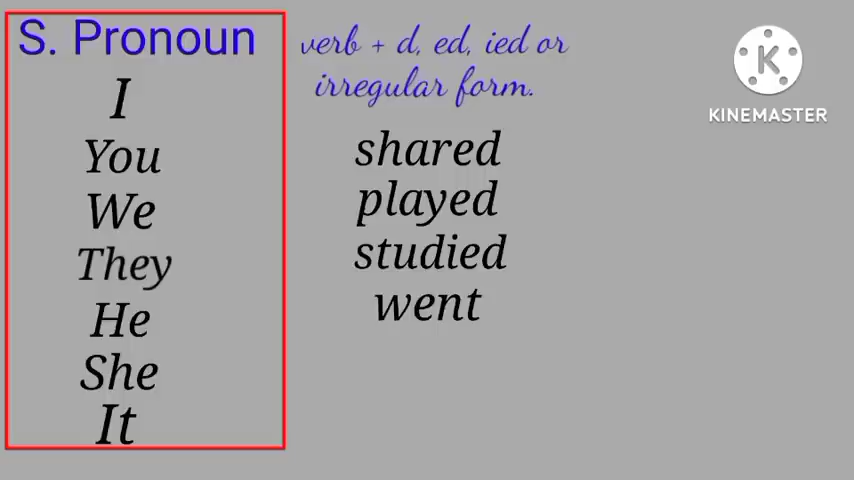 S. Pronoun
I
You
We
They
He
She
It
verb + d, ed, ied or
irregular form.
shared
played
studied
went
K
KINEMASTER